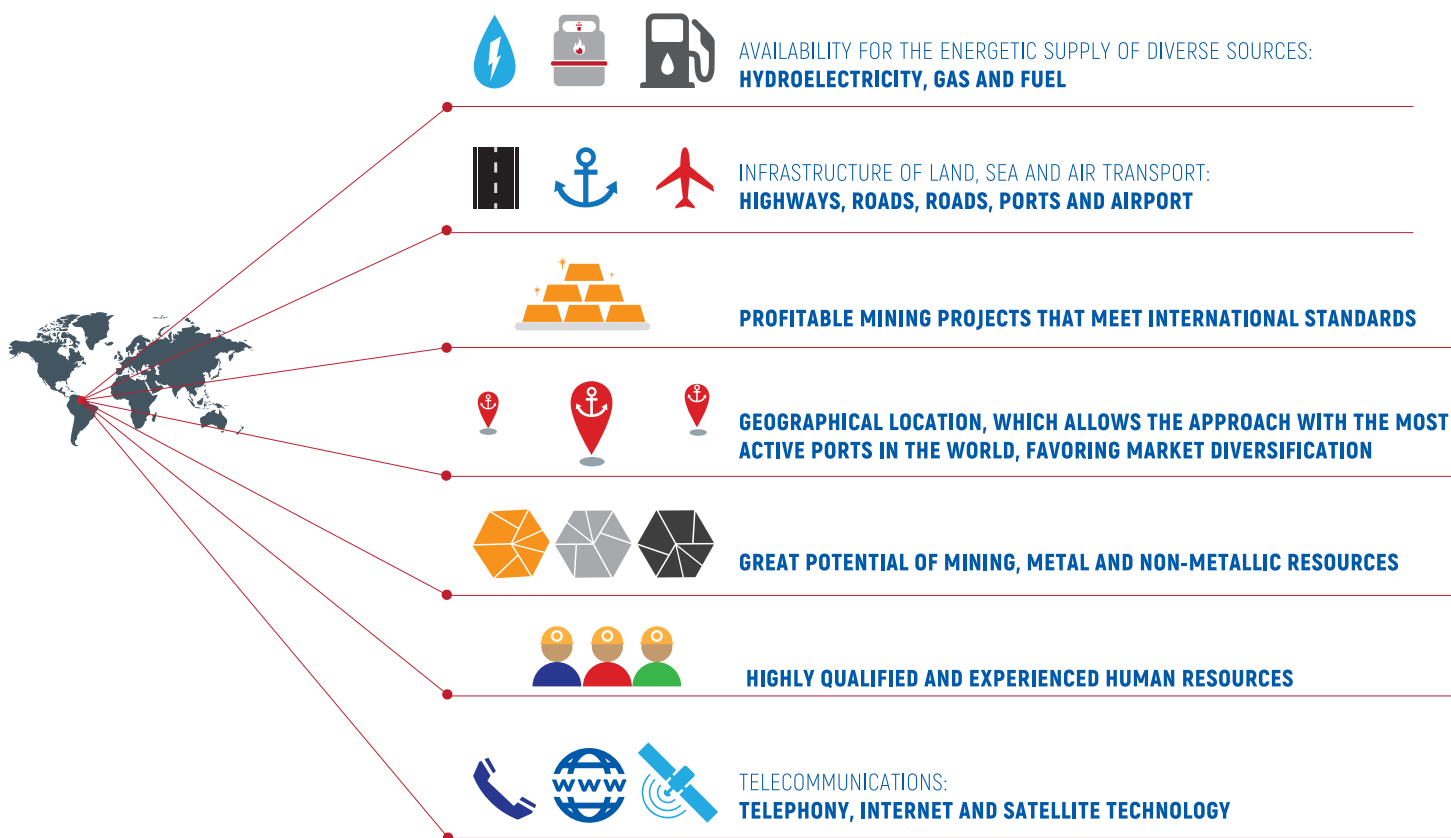 AVAILABILITY FOR THE ENERGETIC SUPPLY OF DIVERSE SOURCES:
HYDROELECTRICITY, GAS AND FUEL
INFRASTRUCTURE OF LAND, SEA AND AIR TRANSPORT:
HIGHWAYS, ROADS, ROADS, PORTS AND AIRPORT
PROFITABLE MINING PROJECTS THAT MEET INTERNATIONAL STANDARDS
GEOGRAPHICAL LOCATION, WHICH ALLOWS THE APPROACH WITH THE MOST
ACTIVE PORTS IN THE WORLD, FAVORING MARKET DIVERSIFICATION
GREAT POTENTIAL OF MINING, METAL AND NON-METALLIC RESOURCES
HIGHLY QUALIFIED AND EXPERIENCED HUMAN RESOURCES
WWW
TELECOMMUNICATIONS:
TELEPHONY, INTERNET AND SATELLITE TECHNOLOGY